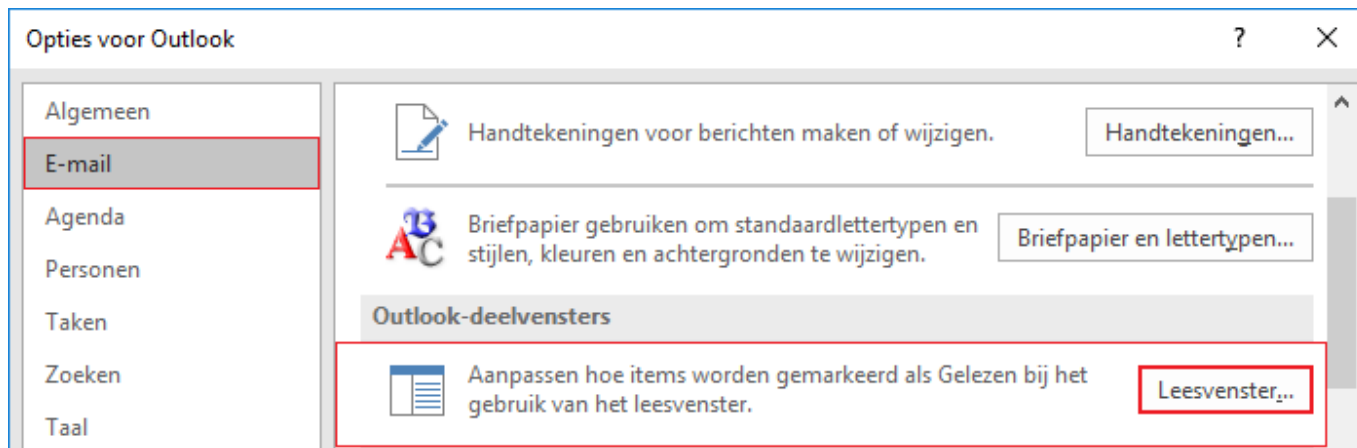 Opties voor Outlook
?
Algemeen
E-mail
Agenda
Personen
Taken
Zoeken
Taal
Handtekeningen voor berichten maken of wijzigen.
Handtekeningen...
Briefpapier gebruiken om standaardlettertypen en
stijlen, kleuren en achtergronden te wijzigen.
Briefpapier en lettertypen...
Outlook-deelvensters
Aanpassen hoe items worden gemarkeerd als Gelezen bij het
gebruik van het leesvenster.
Leesvenster...